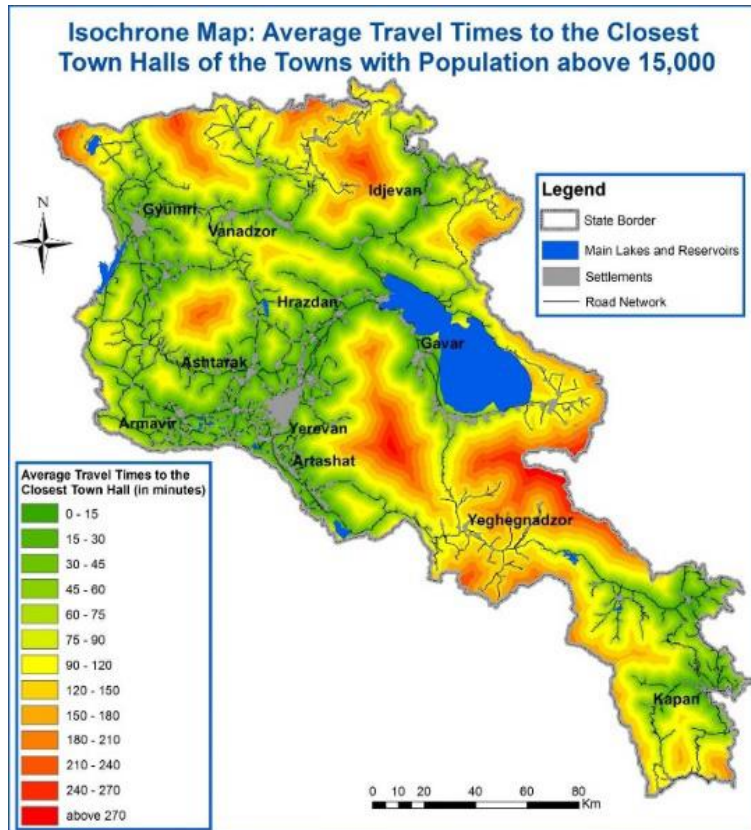 Isochrone Map: Average Travel Times to the Closest
Town Halls of the Towns with Population above 15,000
N
Idjevan
Gyumri
Vanadzor
Hrazdan
Gavar
Ashtarak
Armavir
Yerevan
Artashat
Yeghegnadzor
Kapan
Legend
State Border
Main Lakes and Reservoirs
Settlements
Road Network
Average Travel Times to the
Closest Town Hall (in minutes)
0 - 15
15 - 30
30 - 45
45 - 60
60 - 75
75 - 90
90 - 120
120 - 150
150 - 180
180 - 210
210 - 240
240 - 270
above 270
0 10 20 40 60 80
Km